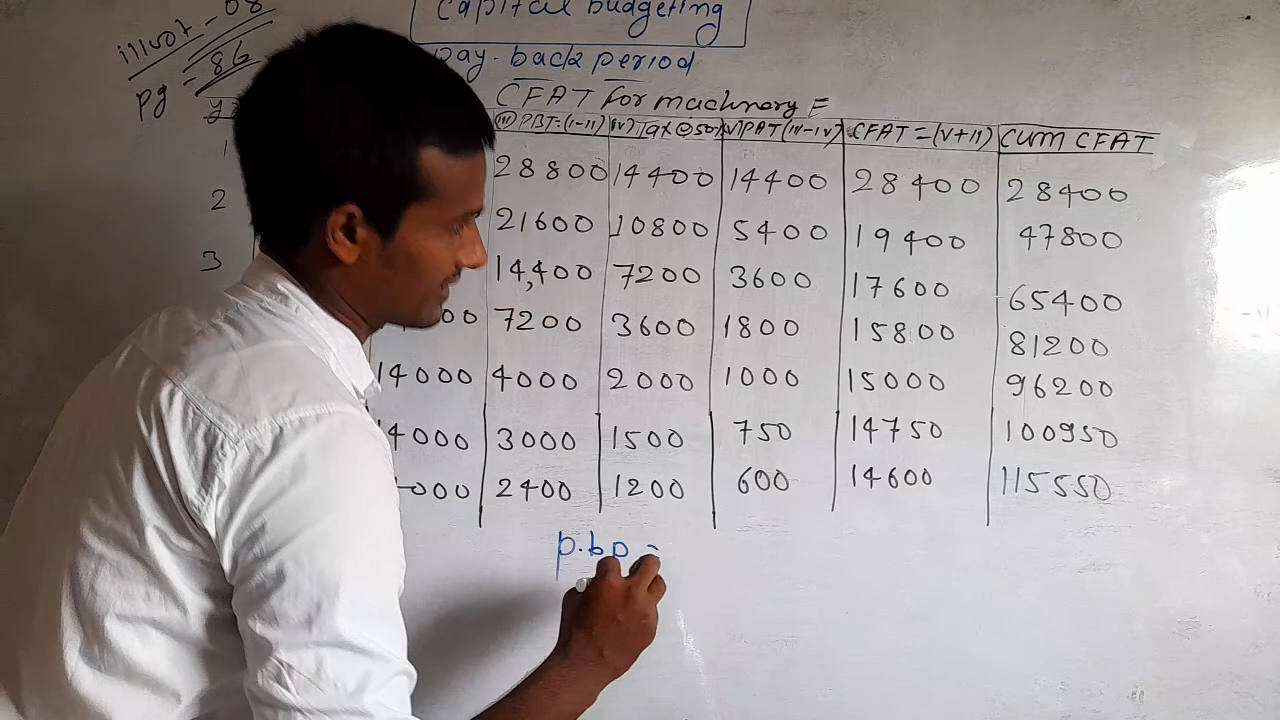 Capital budgeting
illust - 08
pay-back period
pg = 86
CFAT for machinery E
(iii) PBT=(I-II) IV) Tax@50% V)PAT(III-IV) CFAT=(V+II) CUM CFAT
1 28800 14400 14400 28400 28400
2 21600 10800 5400 19400 47800
3 14,400 7200 3600 17600 65400
00 7200 3600 1800 15800 81200
14000 4000 2000 1000 15000 96200
4000 3000 1500 750 14750 100950
000 2400 1200 600 14600 115550
p.bp =